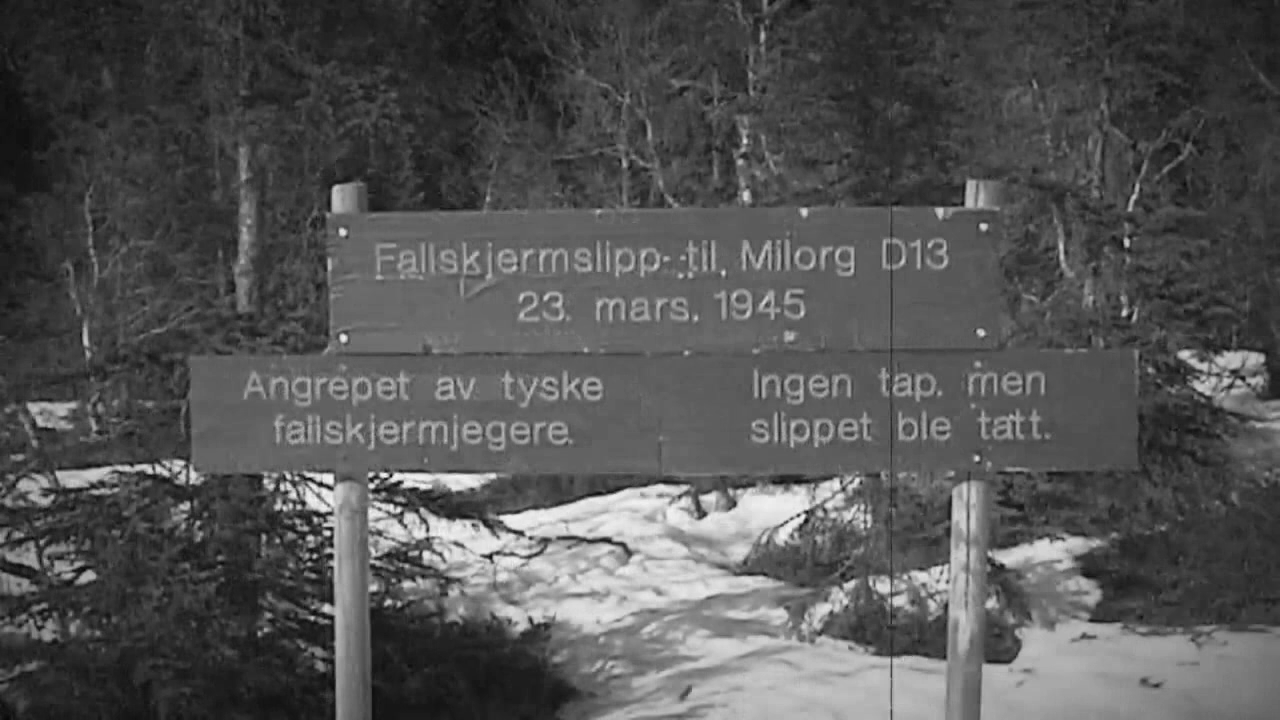 Fallskjermslipp til Milorg D13
23. mars. 1945
Angrepet av tyske
fallskjermjegere.
Ingen tap. men
slippet ble tatt.